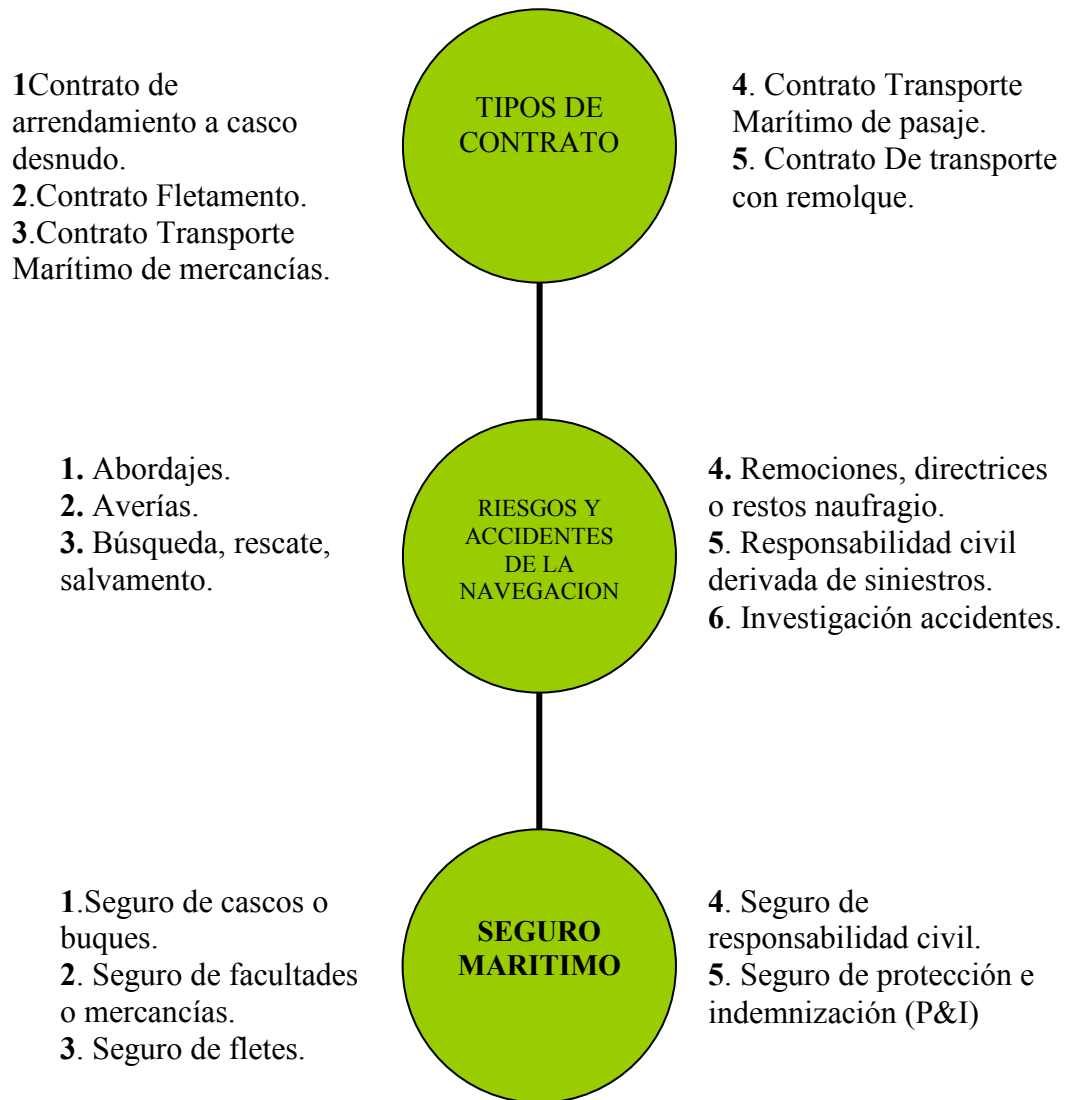 1Contrato de
arrendamiento a casco
desnudo.
2.Contrato Fletamento.
3.Contrato Transporte
Marítimo de mercancías.
TIPOS DE
CONTRATO
4. Contrato Transporte
Marítimo de pasaje.
5. Contrato De transporte
con remolque.
1. Abordajes.
2. Averías.
3. Búsqueda, rescate,
salvamento.
RIESGOS Y
ACCIDENTES
DE LA
NAVEGACION
4. Remociones, directrices
o restos naufragio.
5. Responsabilidad civil
derivada de siniestros.
6. Investigación accidentes.
1.Seguro de cascos o
buques.
2. Seguro de facultades
o mercancías.
3. Seguro de fletes.
SEGURO
MARITIMO
4. Seguro de
responsabilidad civil.
5. Seguro de protección e
indemnización (P&I)